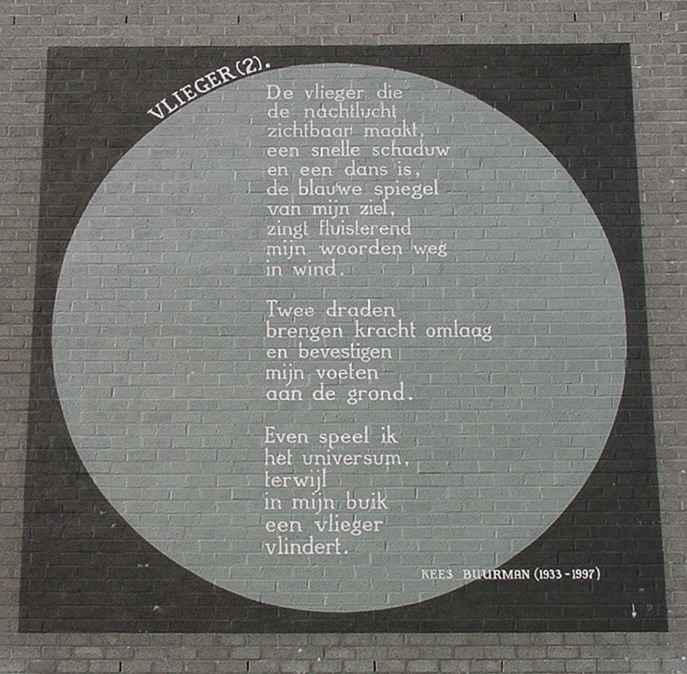 VLIEGER (2).
De vlieger die
de nachtlucht
zichtbaar maakt,
een snelle schaduw
en een dans is,
de blauwe spiegel
van mijn ziel,
zingt fluisterend
mijn woorden weg
in wind.
Twee draden
brengen kracht omlaag
en bevestigen
mijn voeten
aan de grond.
Even speel ik
het universum,
terwijl
in mijn buik
een vlieger
vlindert.
KEES BUURMAN (1933-1997)